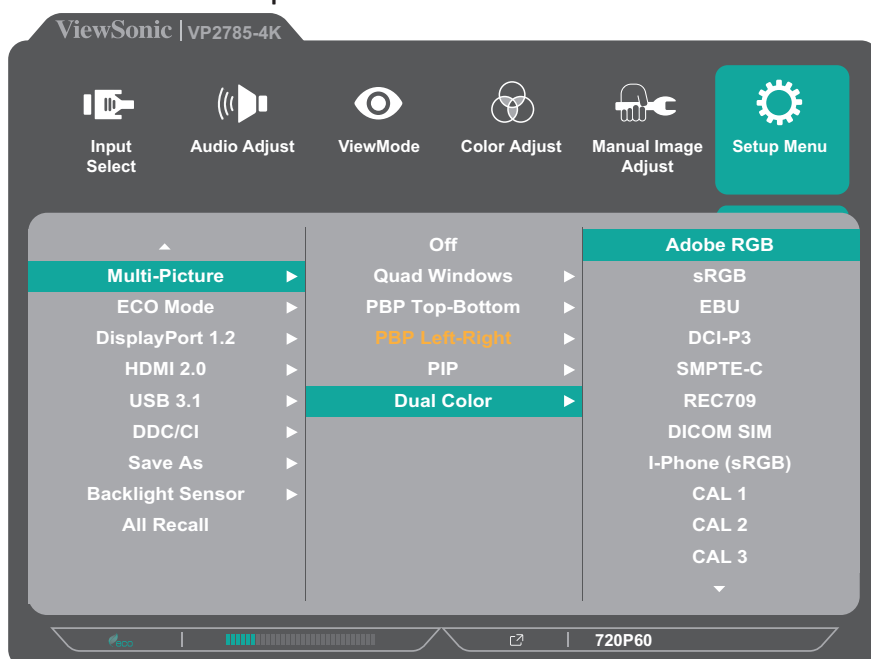 ViewSonic | VP2785-4K
Input
Select
Audio Adjust
ViewMode
Color Adjust
Manual Image
Adjust
Setup Menu
Multi-Picture
ECO Mode
DisplayPort 1.2
HDMI 2.0
USB 3.1
DDC/CI
Save As
Backlight Sensor
All Recall
Off
Quad Windows
PBP Top-Bottom
PBP Left-Right
PIP
Dual Color
Adobe RGB
sRGB
EBU
DCI-P3
SMPTE-C
REC709
DICOM SIM
I-Phone (sRGB)
CAL 1
CAL 2
CAL 3
eco
720P60